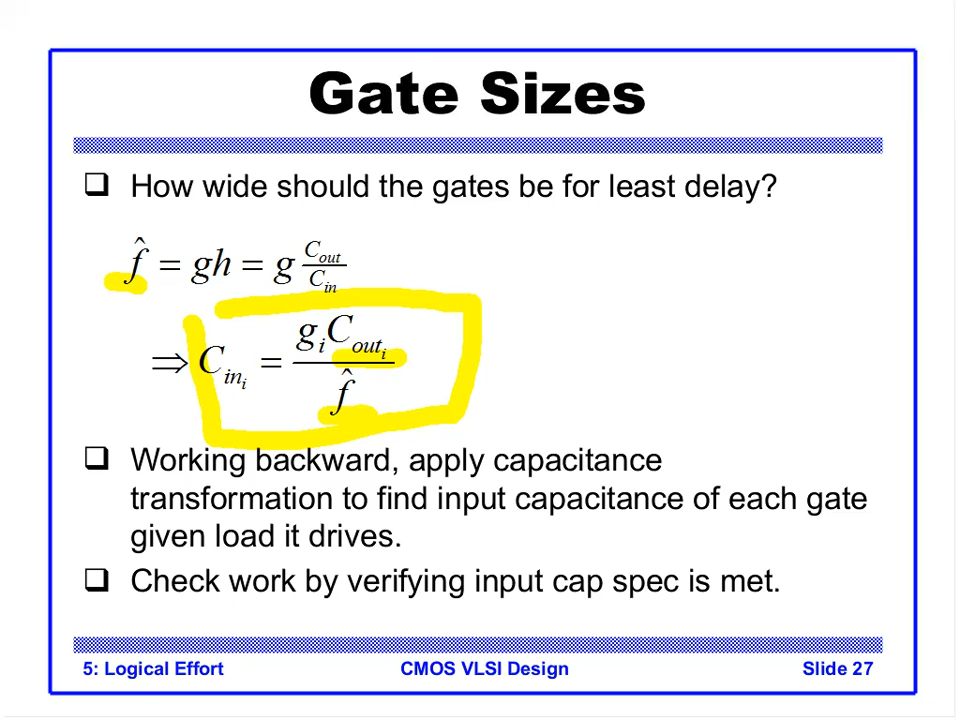 Gate Sizes
❑ How wide should the gates be for least delay?
f̂ = gh = g C_out / C_in
⇒ C_in_i = g_i C_out_i / f̂
❑ Working backward, apply capacitance
transformation to find input capacitance of each gate
given load it drives.
❑ Check work by verifying input cap spec is met.
5: Logical Effort CMOS VLSI Design Slide 27